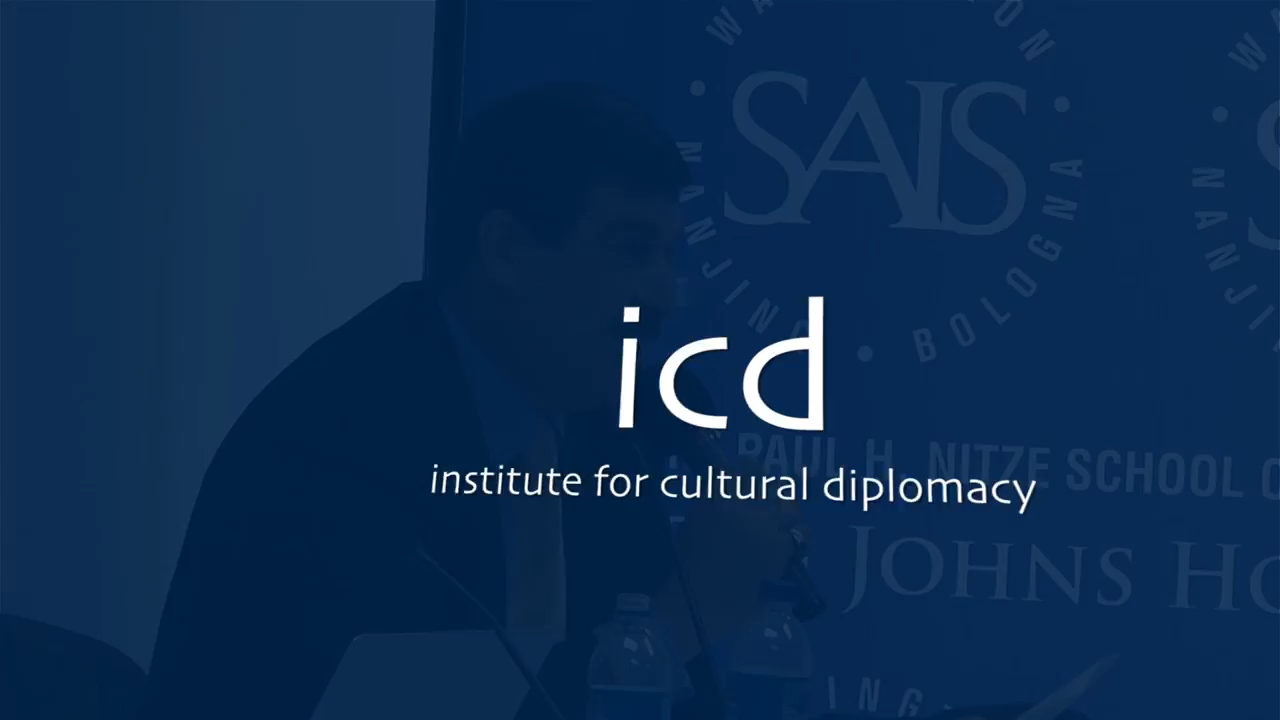 SAIS
NANJING • BOLOGNA
icd
institute for cultural diplomacy
PAUL H. NITZE SCHOOL
JOHNS